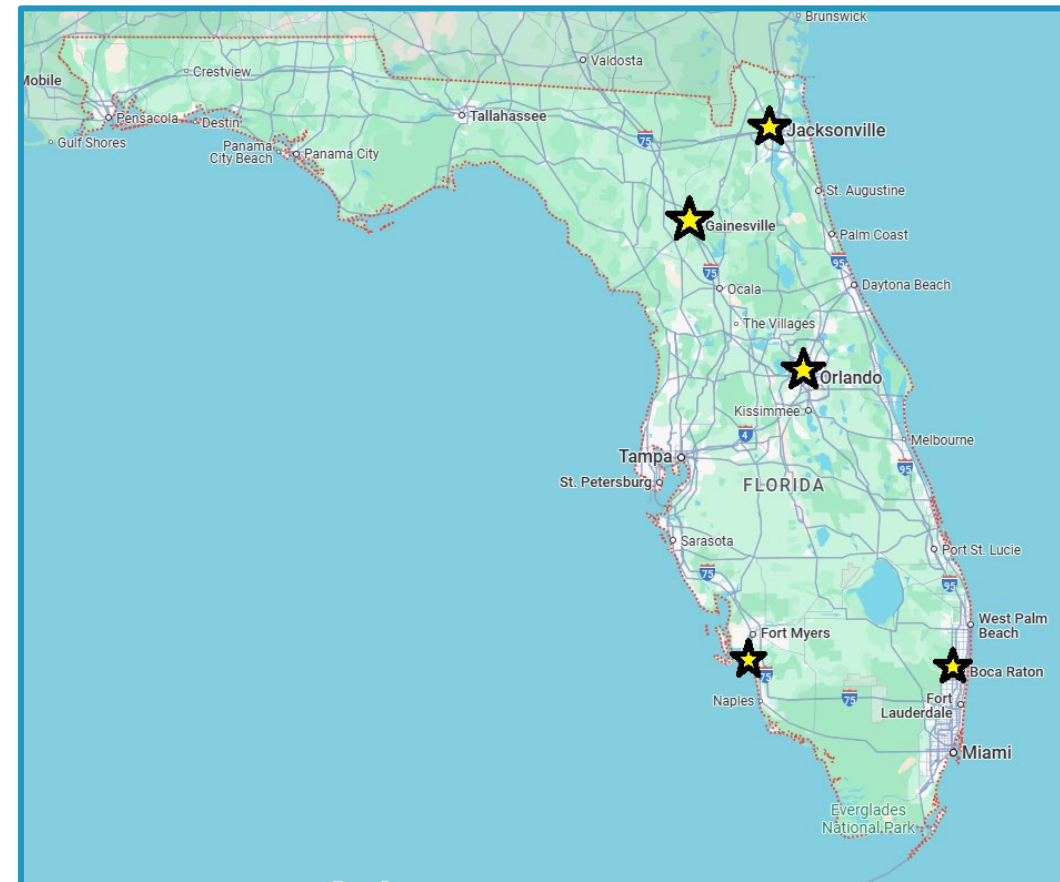 Brunswick
Valdosta
Crestview
Mobile
Pensacola
Destin
Tallahassee
Jacksonville
75
Gulf Shores
Panama
City Beach
Panama City
St. Augustine
Gainesville
Palm Coast
95
75
Ocala
Daytona Beach
The Villages
Orlando
Kissimmee
4
Melbourne
Tampa
95
St. Petersburg
FLORIDA
Sarasota
Port St. Lucie
75
95
West Palm
Beach
Fort Myers
75
Boca Raton
Naples
75
Fort
Lauderdale
Miami
Everglades
National Park